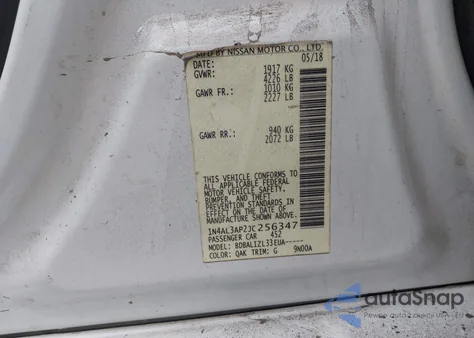 MFD BY NISSAN MOTOR CO., LTD.
DATE: 05/18
GVWR: 1917 KG
4226 LB
GAWR FR.: 1010 KG
2227 LB
GAWR RR.: 940 KG
2072 LB
THIS VEHICLE CONFORMS TO
ALL APPLICABLE FEDERAL
MOTOR VEHICLE SAFETY,
BUMPER, AND THEFT
PREVENTION STANDARDS IN
EFFECT ON THE DATE OF
MANUFACTURE SHOWN ABOVE.
1N4AL3AP2JC256347
PASSENGER CAR 452
MODEL: BDBALIZL33EUA-----
COLOR: QAK TRIM: G 9N00A
autoSnap